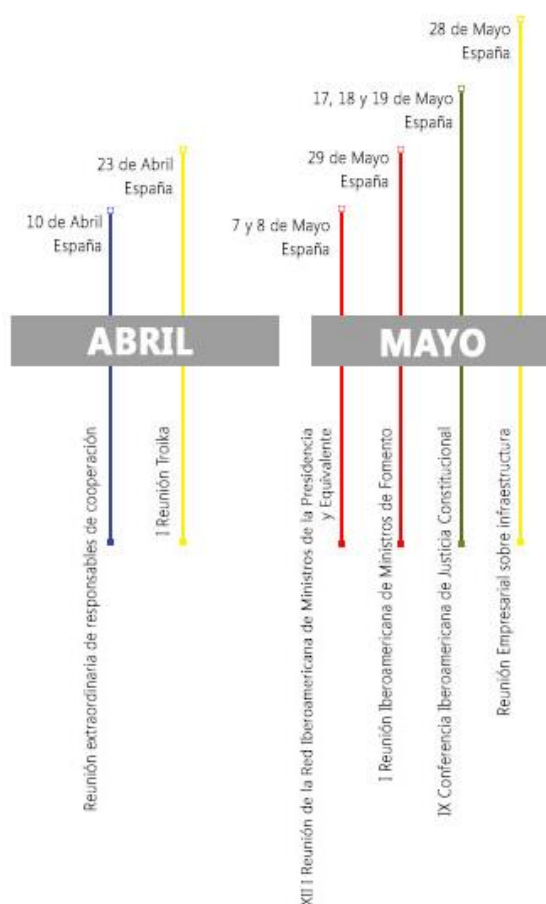 28 de Mayo
España
17, 18 y 19 de Mayo
España
23 de Abril
España
29 de Mayo
España
10 de Abril
España
7 y 8 de Mayo
España
ABRIL
MAYO
Reunión extraordinaria de responsables de cooperación
I Reunión Troika
XII I Reunión de la Red Iberoamericana de Ministros de la Presidencia
y Equivalente
I Reunión Iberoamericana de Ministros de Fomento
IX Conferencia Iberoamericana de Justicia Constitucional
Reunión Empresarial sobre infraestructura